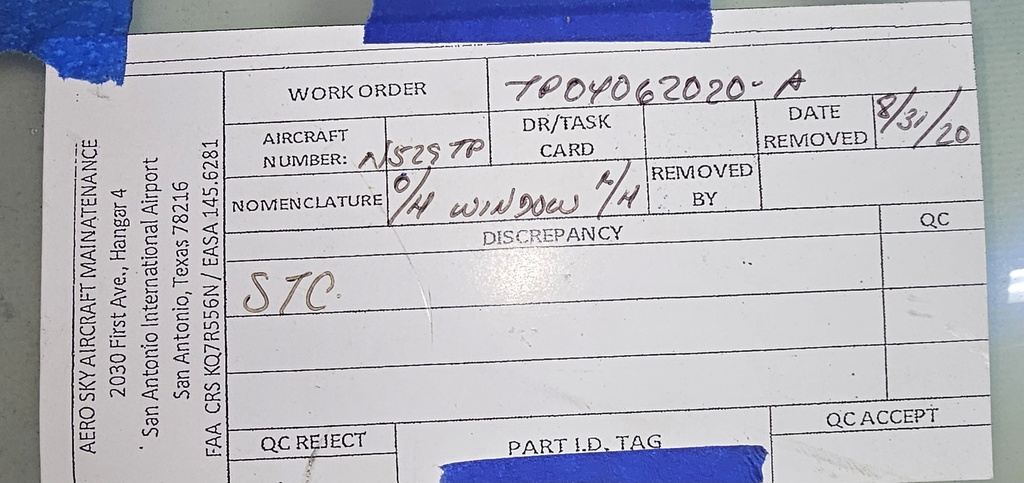 AERO SKY AIRCRAFT MAINATENANCE
2030 First Ave., Hangar 4
San Antonio International Airport
San Antonio, Texas 78216
FAA CRS KQ7R556N / EASA 145.6281
WORK ORDER TP04062020-A
AIRCRAFT NUMBER: N529TP
DR/TASK CARD
DATE REMOVED 8/31/20
NOMENCLATURE O/H WINDOW H/H
REMOVED BY
DISCREPANCY
QC
STC.
QC REJECT
PART I.D. TAG
QC ACCEPT